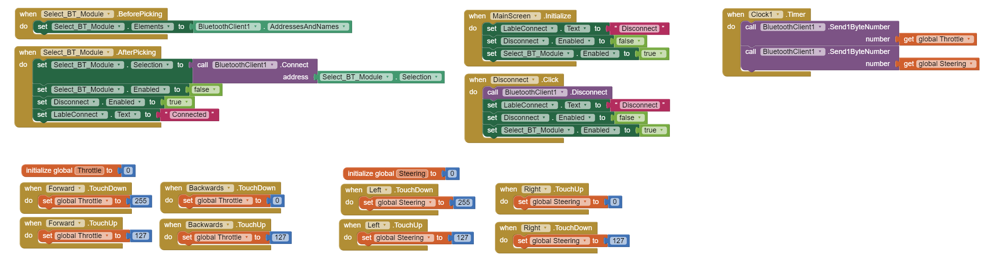 when Select_BT_Module .BeforePicking
do set Select_BT_Module . Elements to BluetoothClient1 . AddressesAndNames
when Select_BT_Module .AfterPicking
do set Select_BT_Module . Selection to call BluetoothClient1 .Connect
address Select_BT_Module . Selection
set Select_BT_Module . Enabled to false
set Disconnect . Enabled to true
set LableConnect . Text to “ Connected ”
when MainScreen .Initialize
do set LableConnect . Text to “ Disconnect ”
set Disconnect . Enabled to false
set Select_BT_Module . Enabled to true
when Disconnect .Click
do call BluetoothClient1 .Disconnect
set LableConnect . Text to “ Disconnect ”
set Disconnect . Enabled to false
set Select_BT_Module . Enabled to true
when Clock1 .Timer
do call BluetoothClient1 .Send1ByteNumber
number get global Throttle
call BluetoothClient1 .Send1ByteNumber
number get global Steering
initialize global Throttle to 0
when Forward .TouchDown
do set global Throttle to 255
when Forward .TouchUp
do set global Throttle to 127
when Backwards .TouchDown
do set global Throttle to 0
when Backwards .TouchUp
do set global Throttle to 127
initialize global Steering to 0
when Left .TouchDown
do set global Steering to 255
when Left .TouchUp
do set global Steering to 127
when Right .TouchUp
do set global Steering to 0
when Right .TouchDown
do set global Steering to 127